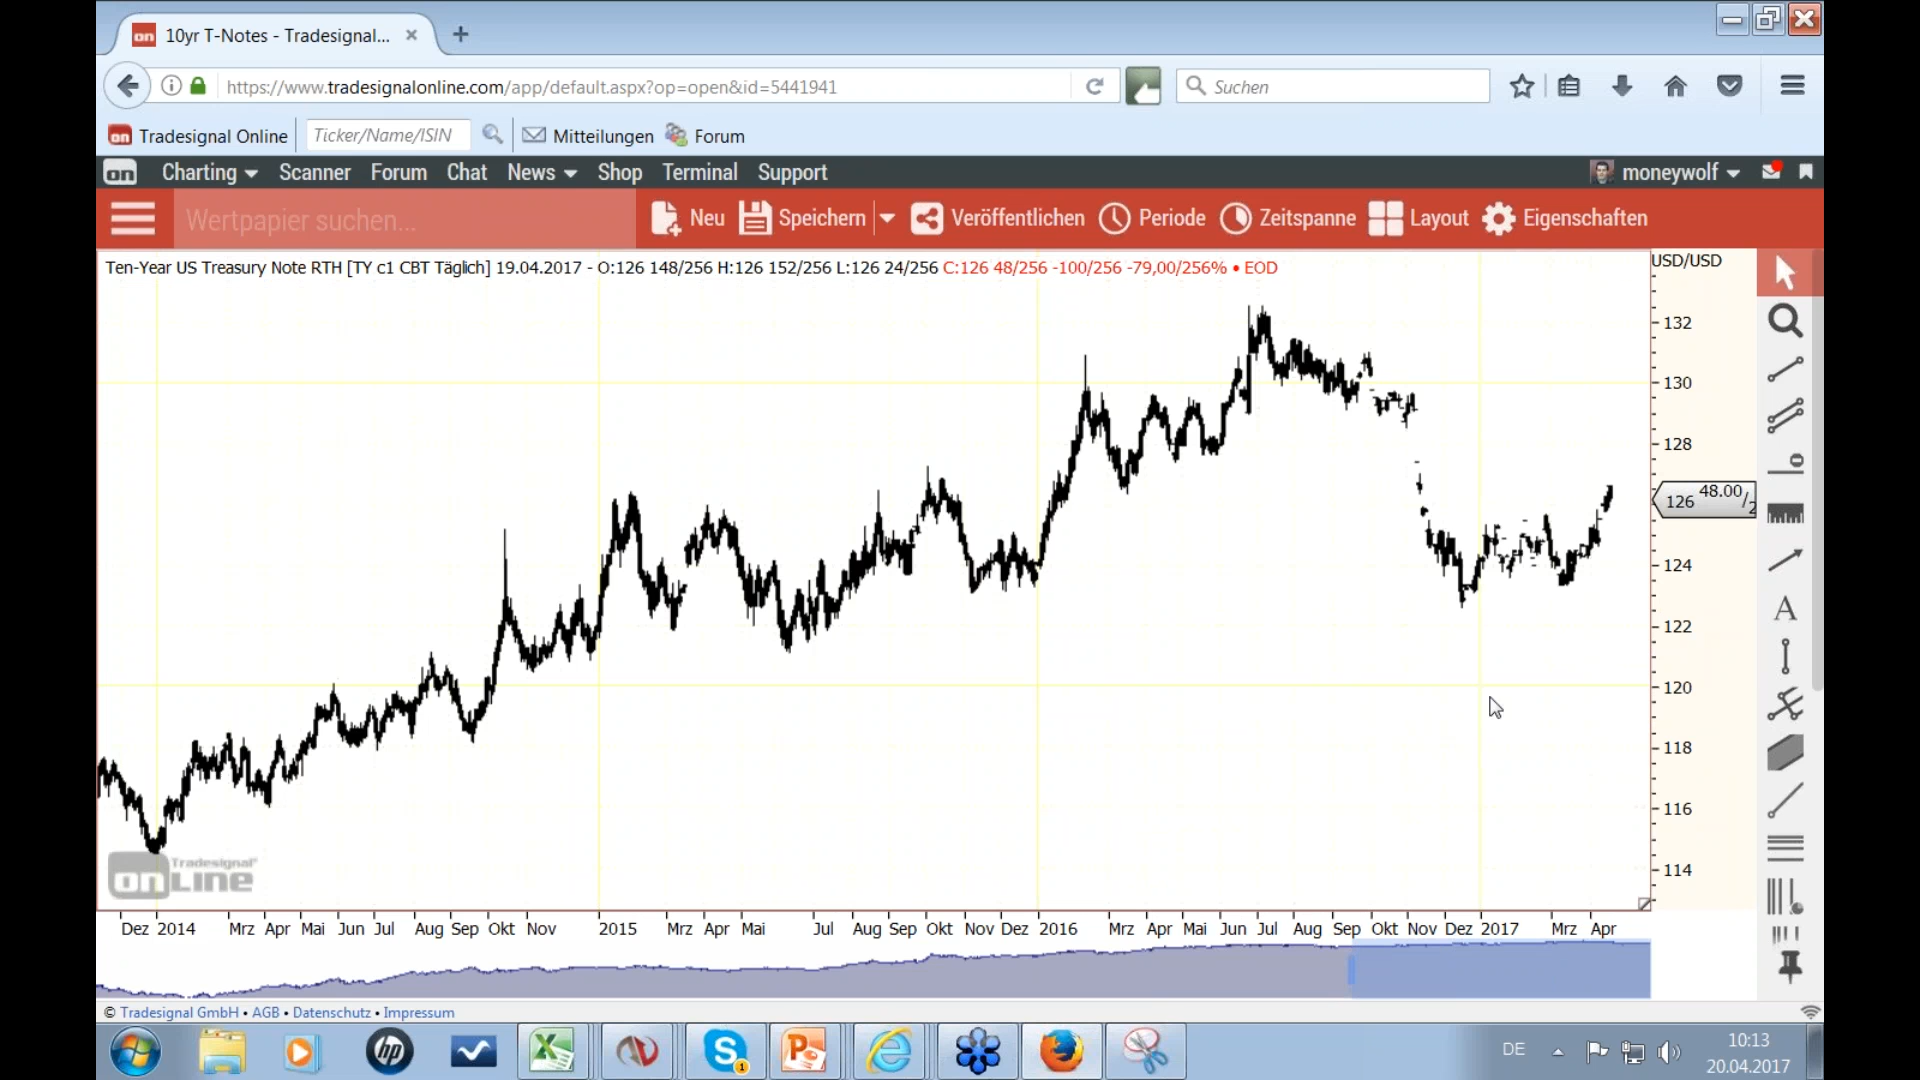 10yr T-Notes - Tradesignal...
https://www.tradesignalonline.com/app/default.aspx?op=open&id=5441941
Suchen
on Tradesignal Online
Ticker/Name/ISIN
Mitteilungen
Forum
on Charting Scanner Forum Chat News Shop Terminal Support moneywolf
Wertpapier suchen...
Neu Speichern Veröffentlichen Periode Zeitspanne Layout Eigenschaften
Ten-Year US Treasury Note RTH [TY c1 CBT Täglich] 19.04.2017 - O:126 148/256 H:126 152/256 L:126 24/256 C:126 48/256 -100/256 -79,00/256% • EOD
USD/USD
132
130
128
126 48.00/2
124
122
120
118
116
114
A
Tradesignal®
onLINE
Dez 2014 Mrz Apr Mai Jun Jul Aug Sep Okt Nov 2015 Mrz Apr Mai Jul Aug Sep Okt Nov Dez 2016 Mrz Apr Mai Jun Jul Aug Sep Okt Nov Dez 2017 Mrz Apr
© Tradesignal GmbH • AGB • Datenschutz • Impressum
DE
10:13
20.04.2017